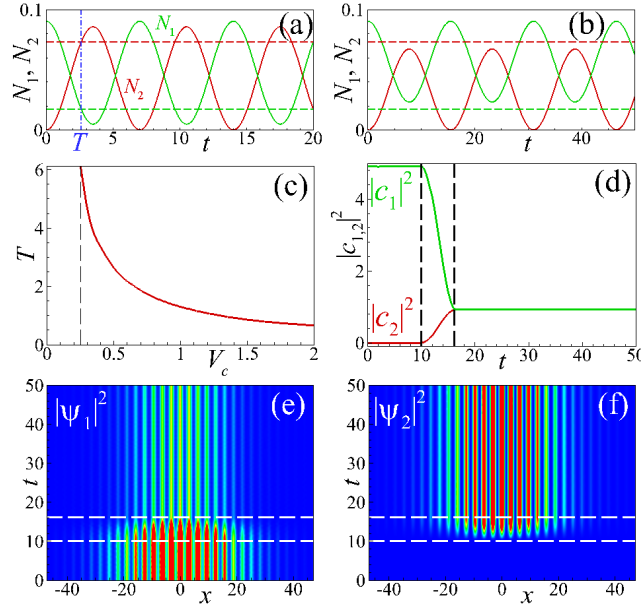 0.1
N₁, N₂
0
(a)
N₁
N₂
0 T 5 10 t 15 20
0.1
N₁, N₂
0
(b)
0 20 t 40
6
4
T
2
0
(c)
0 0.5 1 V_c 1.5 2
4
|c₁,₂|²
2
0
(d)
|c₁|²
|c₂|²
0 10 20 t 30 40 50
50
40
30
t
20
10
0
|ψ₁|²
(e)
-40 -20 0 x 20 40
50
40
30
t
20
10
0
|ψ₂|²
(f)
-40 -20 0 x 20 40